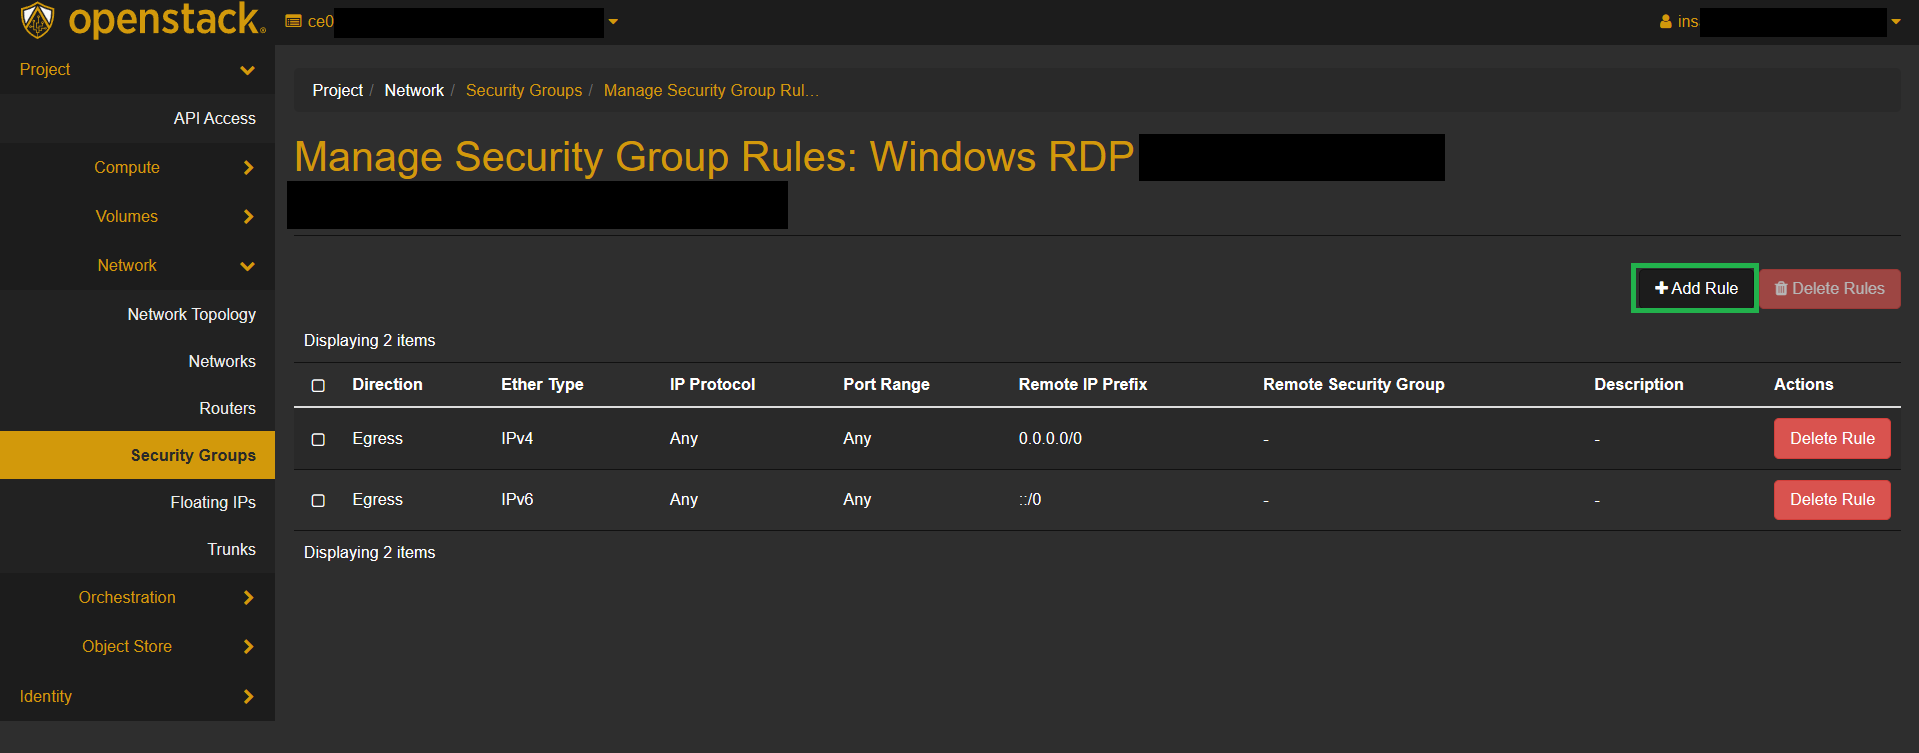 openstack. ce0 ins
Project
API Access
Compute
Volumes
Network
Network Topology
Networks
Routers
Security Groups
Floating IPs
Trunks
Orchestration
Object Store
Identity
Project / Network / Security Groups / Manage Security Group Rul...
Manage Security Group Rules: Windows RDP
Add Rule Delete Rules
Displaying 2 items
Direction Ether Type IP Protocol Port Range Remote IP Prefix Remote Security Group Description Actions
Egress IPv4 Any Any 0.0.0.0/0 - - Delete Rule
Egress IPv6 Any Any ::/0 - - Delete Rule
Displaying 2 items